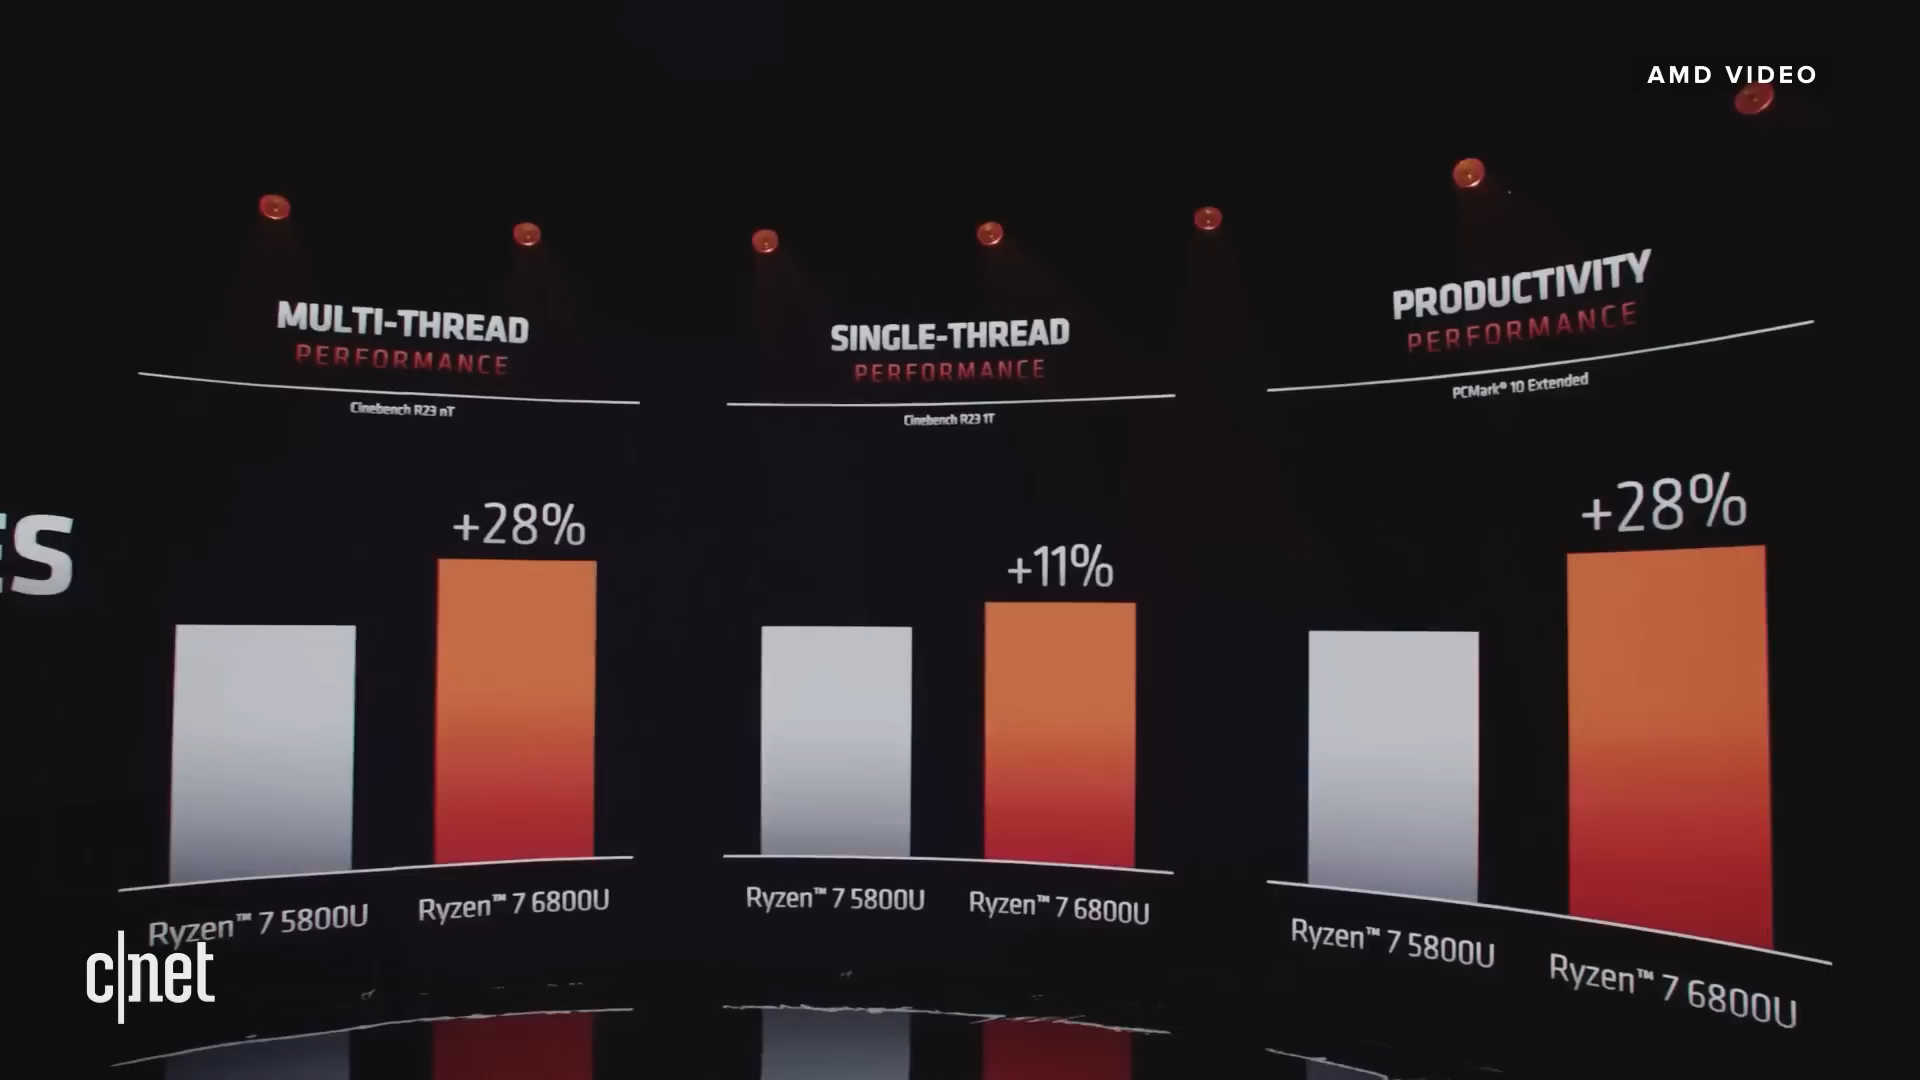 AMD VIDEO
ES
MULTI-THREAD
PERFORMANCE
Cinebench R23 nT
+28%
Ryzen™ 7 5800U
Ryzen™ 7 6800U
SINGLE-THREAD
PERFORMANCE
Cinebench R23 1T
+11%
Ryzen™ 7 5800U
Ryzen™ 7 6800U
PRODUCTIVITY
PERFORMANCE
PCMark® 10 Extended
+28%
Ryzen™ 7 5800U
Ryzen™ 7 6800U
c|net